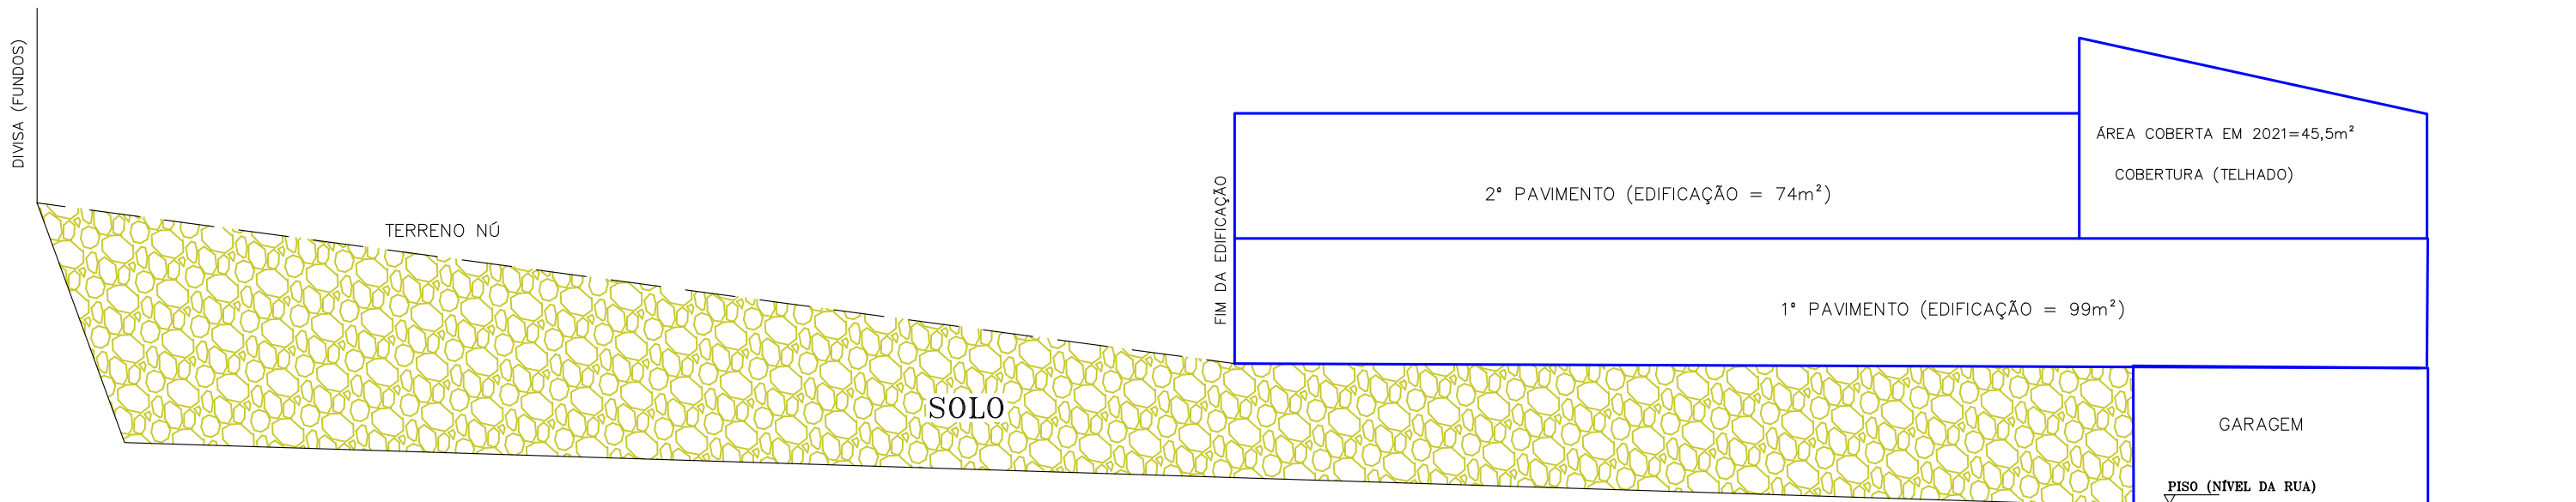 DIVISA (FUNDOS)
TERRENO NÚ
FIM DA EDIFICAÇÃO
ÁREA COBERTA EM 2021=45,5m²
COBERTURA (TELHADO)
2° PAVIMENTO (EDIFICAÇÃO = 74m²)
1° PAVIMENTO (EDIFICAÇÃO = 99m²)
SOLO
GARAGEM
PISO (NÍVEL DA RUA)